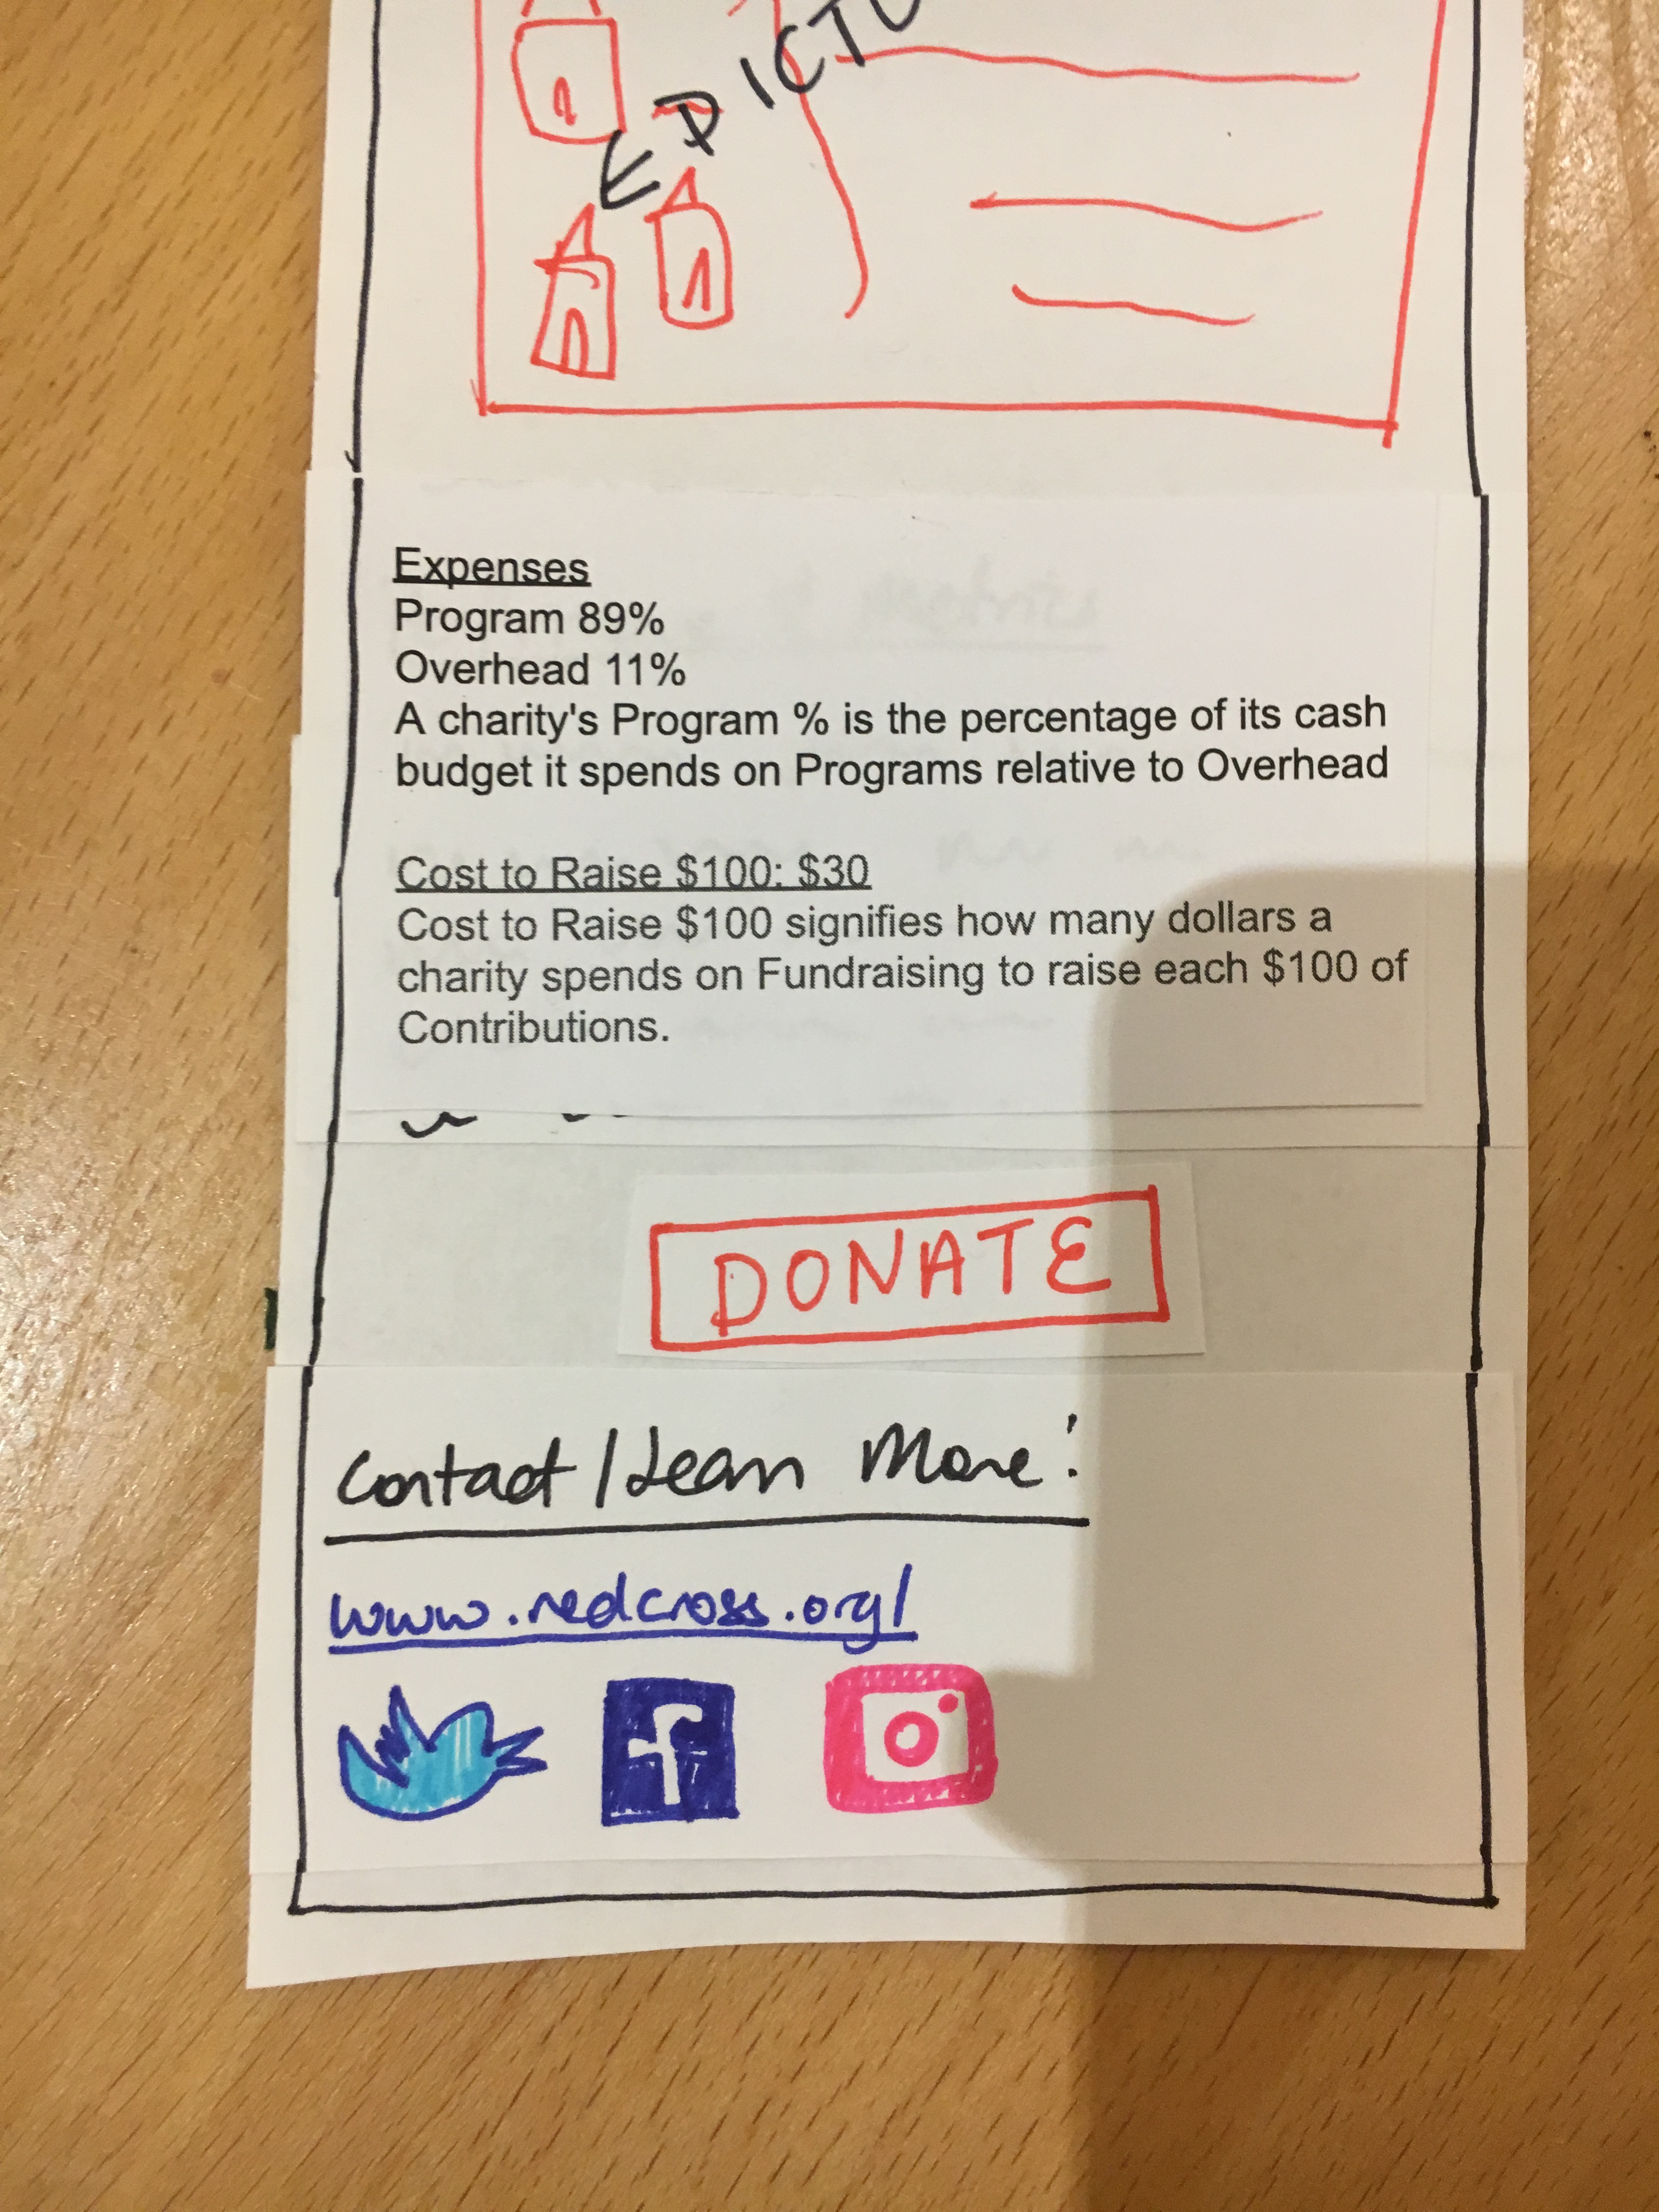 Expenses
Program 89%
Overhead 11%
A charity's Program % is the percentage of its cash
budget it spends on Programs relative to Overhead
Cost to Raise $100: $30
Cost to Raise $100 signifies how many dollars a
charity spends on Fundraising to raise each $100 of
Contributions.
DONATE
Contact / Learn More:
www.redcross.org/
f